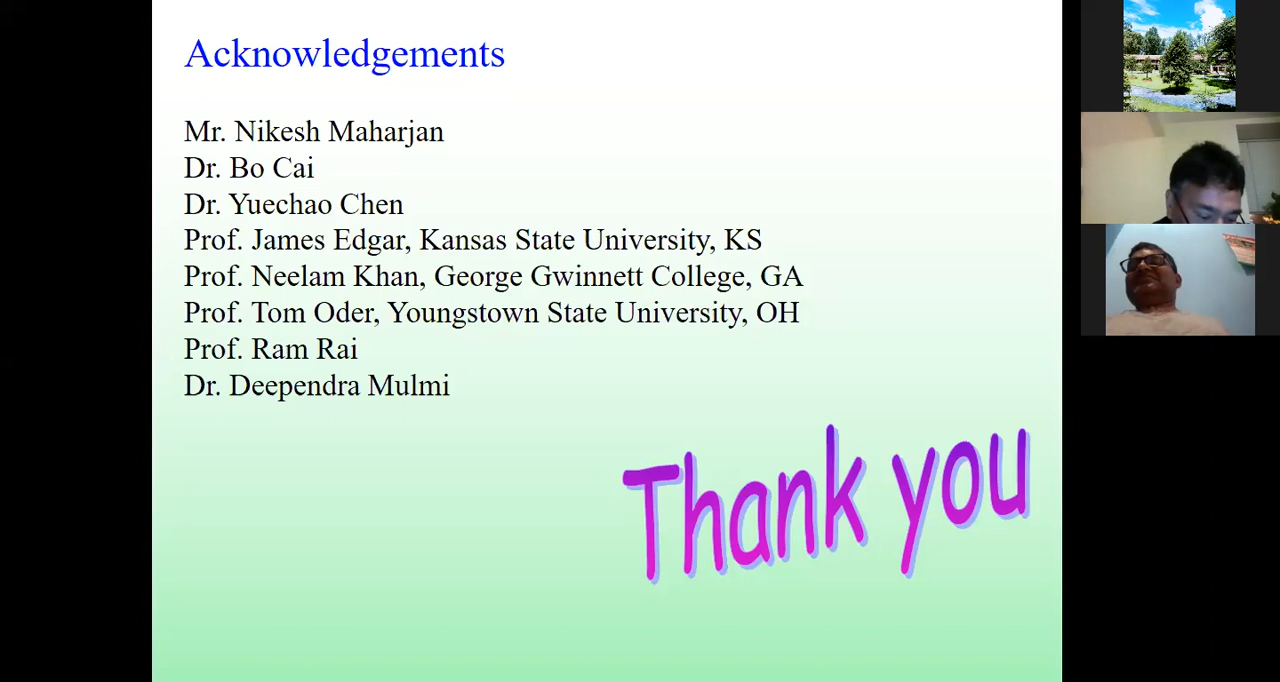 Acknowledgements
Mr. Nikesh Maharjan
Dr. Bo Cai
Dr. Yuechao Chen
Prof. James Edgar, Kansas State University, KS
Prof. Neelam Khan, George Gwinnett College, GA
Prof. Tom Oder, Youngstown State University, OH
Prof. Ram Rai
Dr. Deependra Mulmi
Thank you